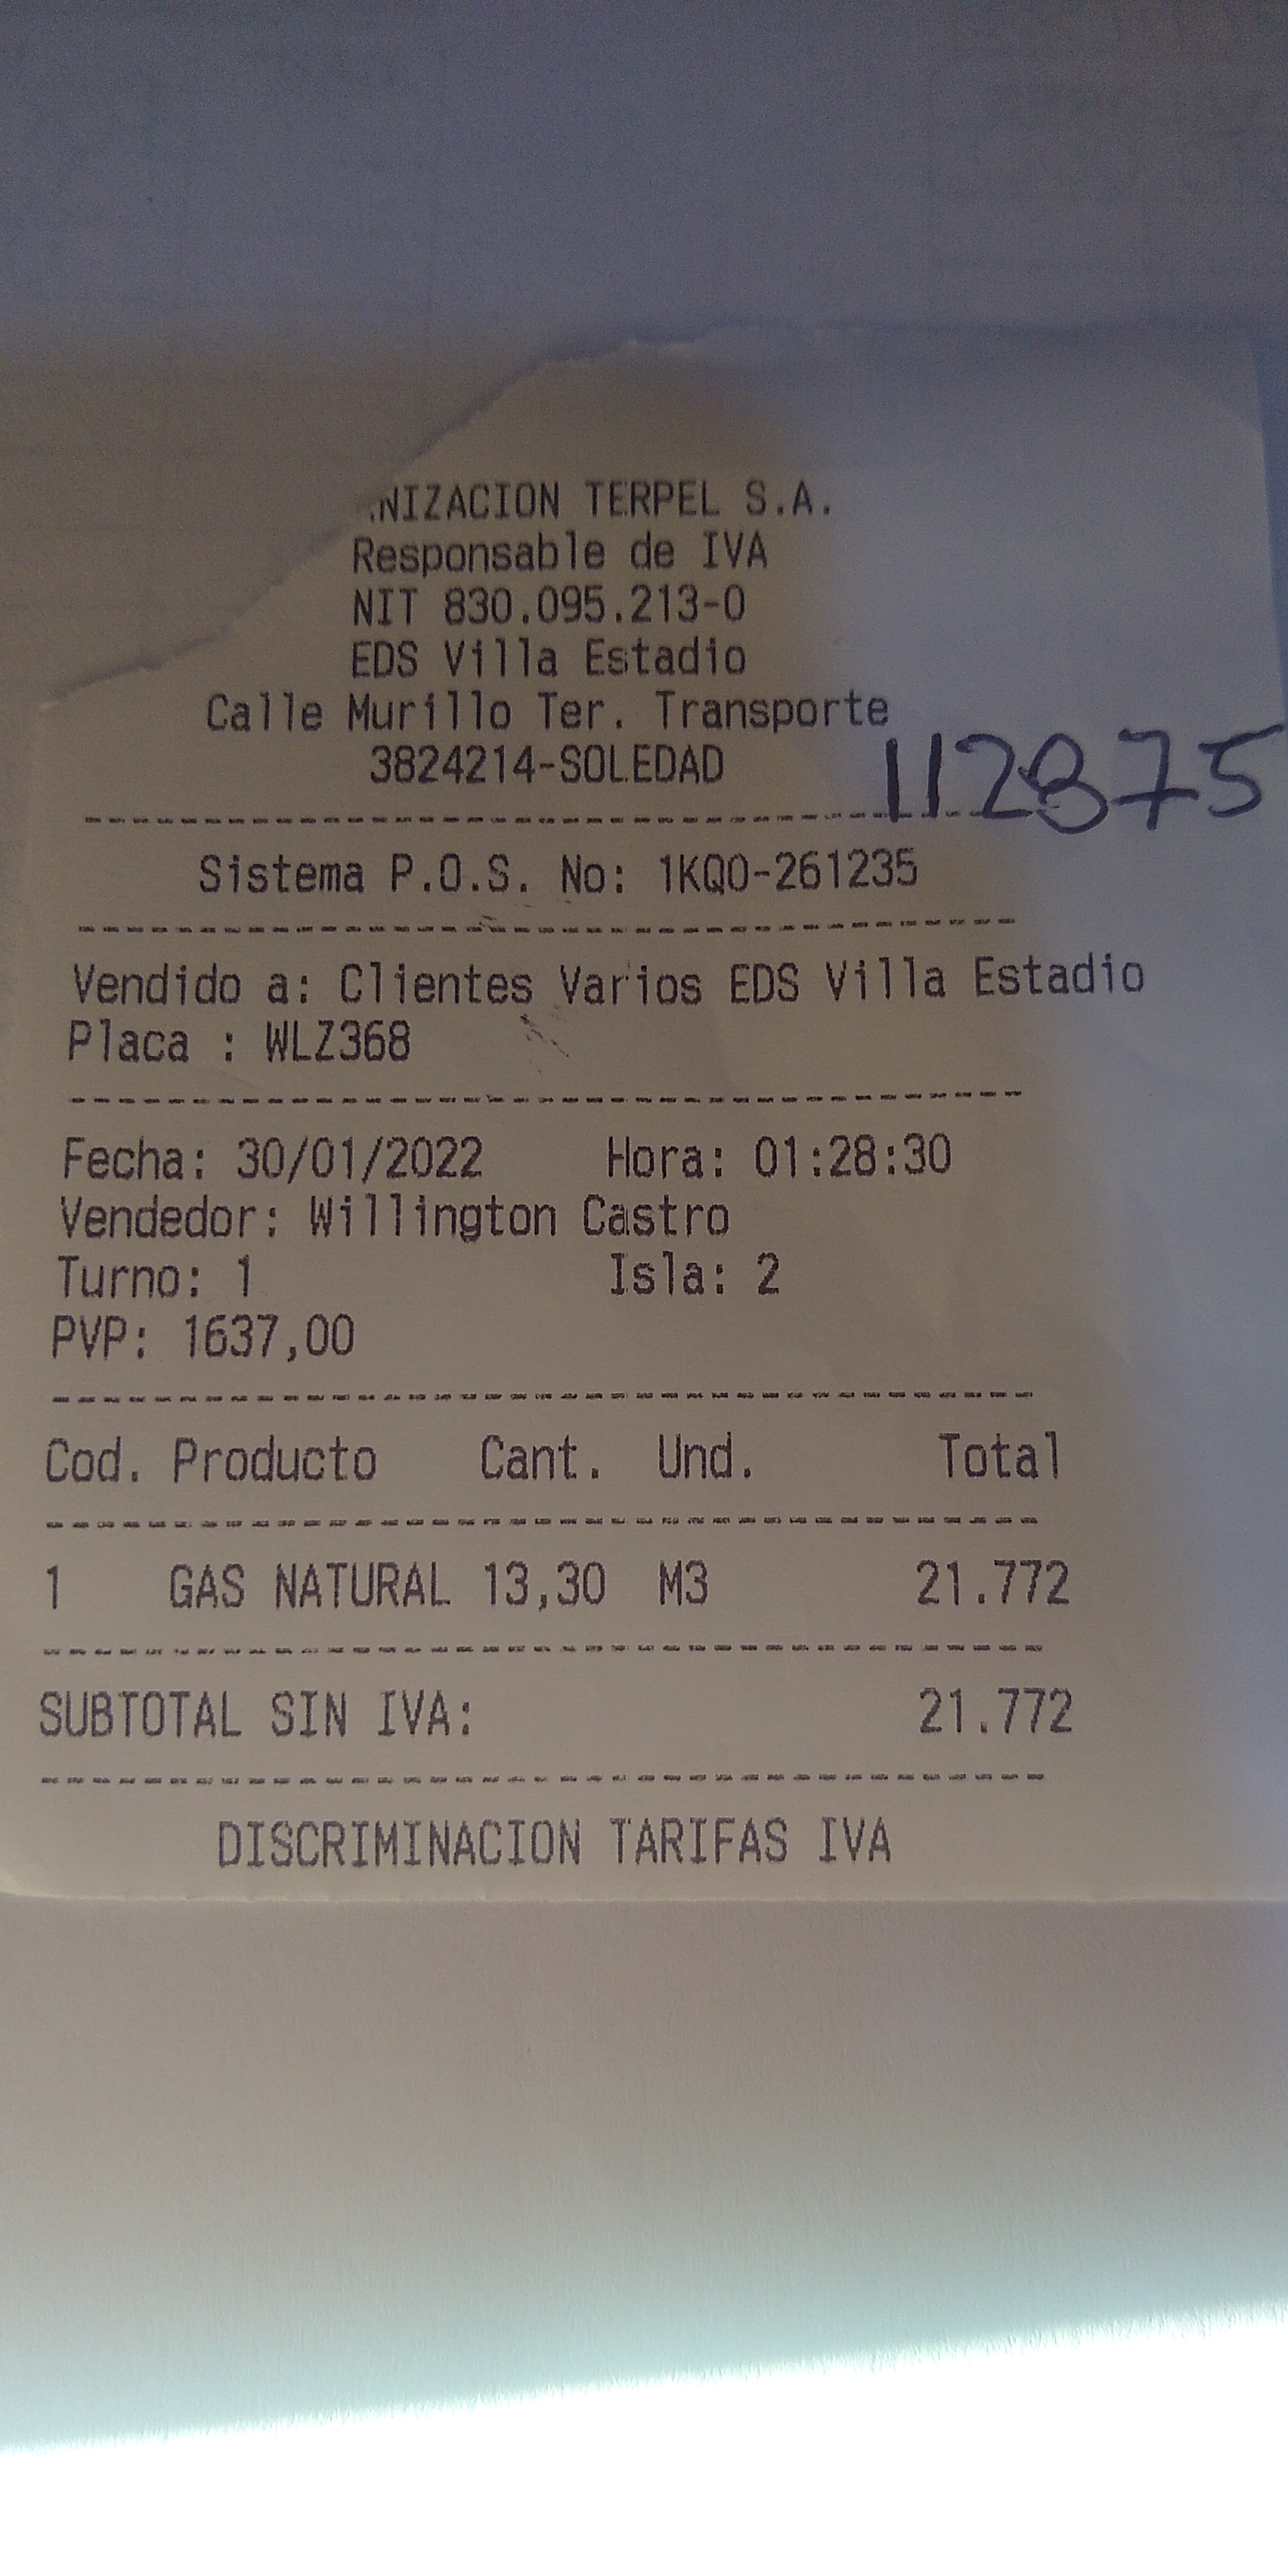 NIZACION TERPEL S.A.
Responsable de IVA
NIT 830.095.213-0
EDS Villa Estadio
Calle Murillo Ter. Transporte
3824214-SOLEDAD
112875
Sistema P.O.S. No: 1KQ0-261235
Vendido a: Clientes Varios EDS Villa Estadio
Placa : WLZ368
Fecha: 30/01/2022 Hora: 01:28:30
Vendedor: Willington Castro
Turno: 1 Isla: 2
PVP: 1637,00
Cod. Producto Cant. Und. Total
1 GAS NATURAL 13,30 M3 21.772
SUBTOTAL SIN IVA: 21.772
DISCRIMINACION TARIFAS IVA